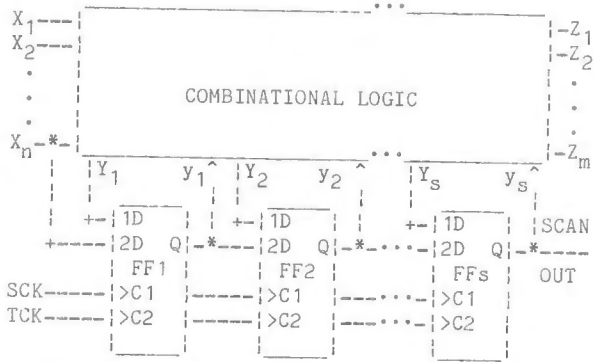 X1 Z1
X2 Z2
COMBINATIONAL LOGIC
Xn Zm
Y1 y1 Y2 y2 Ys ys
1D 1D 1D SCAN
2D Q 2D Q 2D Q
FF1 FF2 FFs OUT
SCK >C1 >C1 >C1
TCK >C2 >C2 >C2